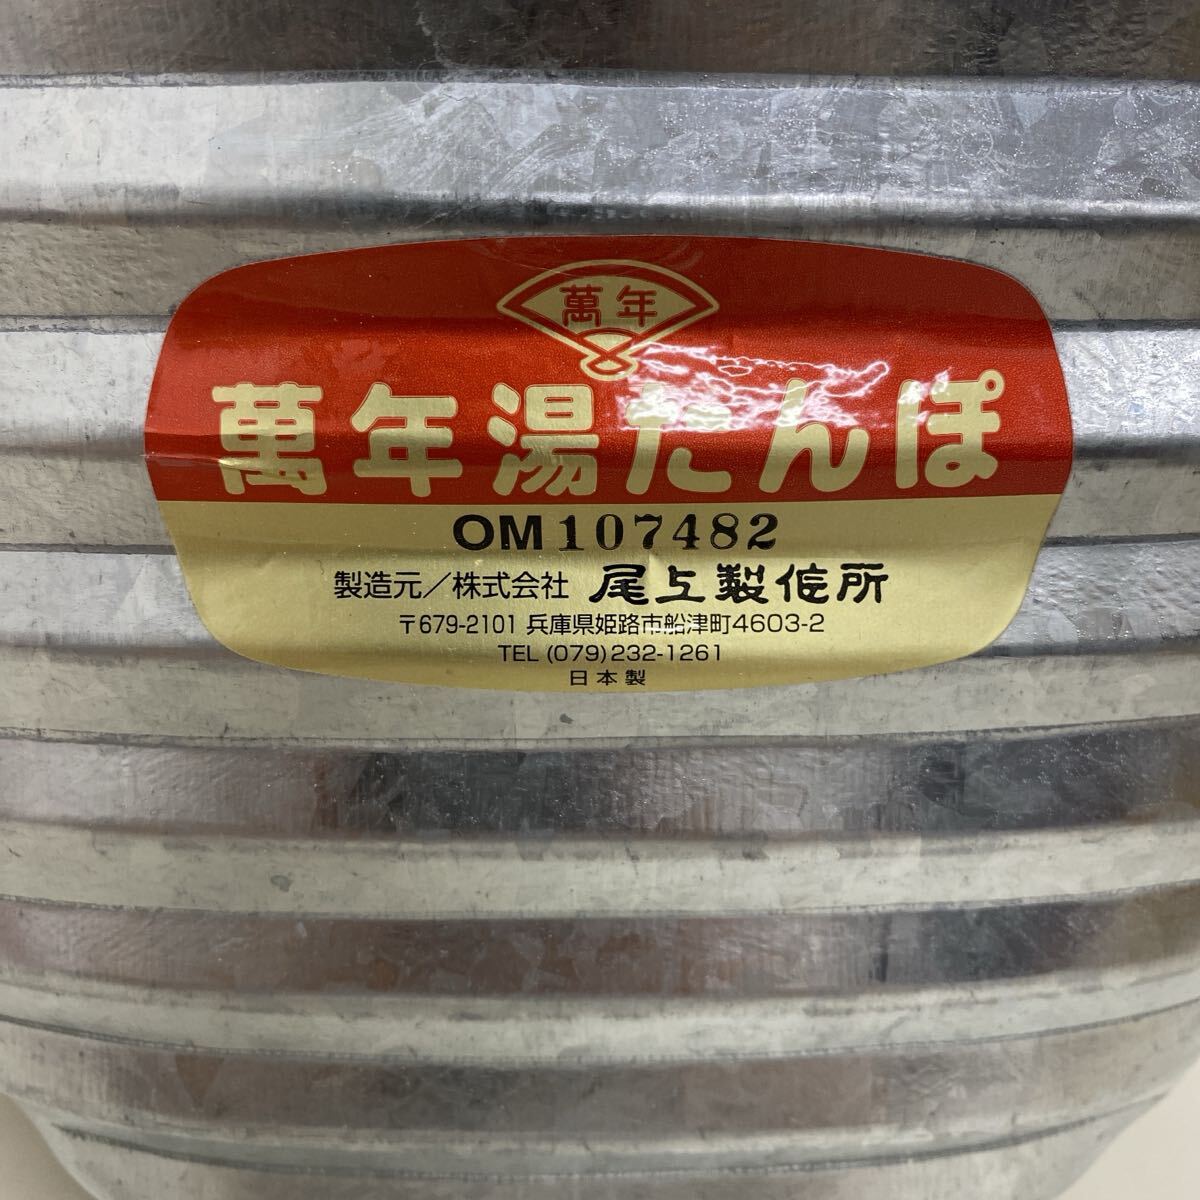 萬年
萬年湯たんぽ
OM107482
製造元／株式会社 尾上製作所
〒679-2101 兵庫県姫路市船津町4603-2
TEL (079)232-1261
日本製